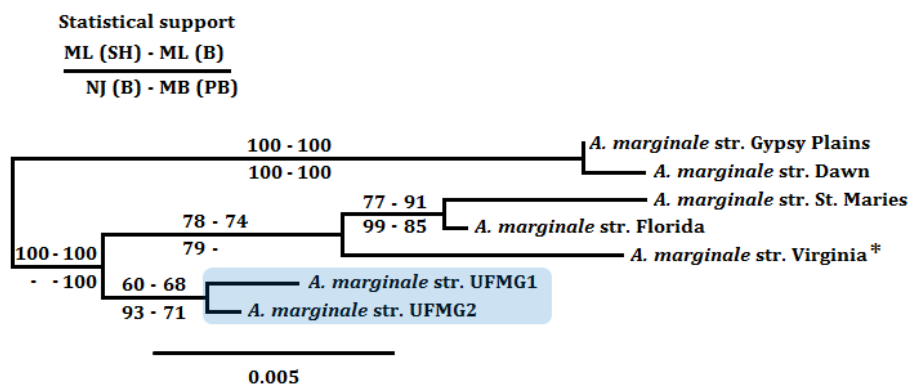 Statistical support
ML (SH) - ML (B)
NJ (B) - MB (PB)
100 - 100
100 - 100
A. marginale str. Gypsy Plains
A. marginale str. Dawn
77 - 91
99 - 85
A. marginale str. St. Maries
A. marginale str. Florida
78 - 74
79 -
A. marginale str. Virginia*
100 - 100
- - 100
60 - 68
93 - 71
A. marginale str. UFMG1
A. marginale str. UFMG2
0.005